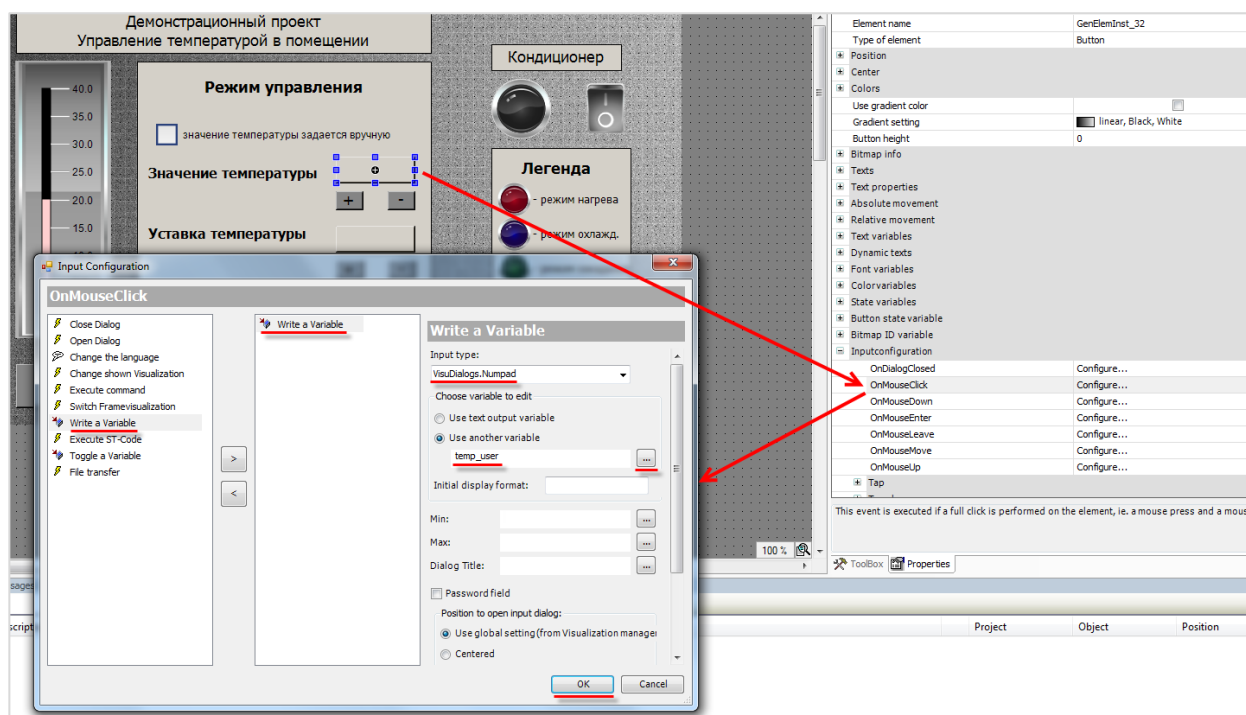 Демонстрационный проект
Управление температурой в помещении
Кондиционер
40.0
35.0
30.0
25.0
20.0
15.0
Режим управления
значение температуры задается вручную
Значение температуры
+ -
Уставка температуры
Легенда
- режим нагрева
- режим охлажд.
Input Configuration
OnMouseClick
Close Dialog
Open Dialog
Change the language
Change shown Visualization
Execute command
Switch Framevisualization
Write a Variable
Execute ST-Code
Toggle a Variable
File transfer
>
<
Write a Variable
Write a Variable
Input type:
VisuDialogs.Numpad
Choose variable to edit
Use text output variable
Use another variable
temp_user ...
Initial display format:
Min: ...
Max: ...
Dialog Title: ...
Password field
Position to open input dialog:
Use global setting (from Visualization manager
Centered
OK Cancel
100 %
Element name GenElemInst_32
Type of element Button
Position
Center
Colors
Use gradient color
Gradient setting linear, Black, White
Button height 0
Bitmap info
Texts
Text properties
Absolute movement
Relative movement
Text variables
Dynamic texts
Font variables
Colorvariables
State variables
Button state variable
Bitmap ID variable
Inputconfiguration
OnDialogClosed Configure...
OnMouseClick Configure...
OnMouseDown Configure...
OnMouseEnter Configure...
OnMouseLeave Configure...
OnMouseMove Configure...
OnMouseUp Configure...
Tap
This event is executed if a full click is performed on the element, ie. a mouse press and a mous
ToolBox Properties
Project Object Position